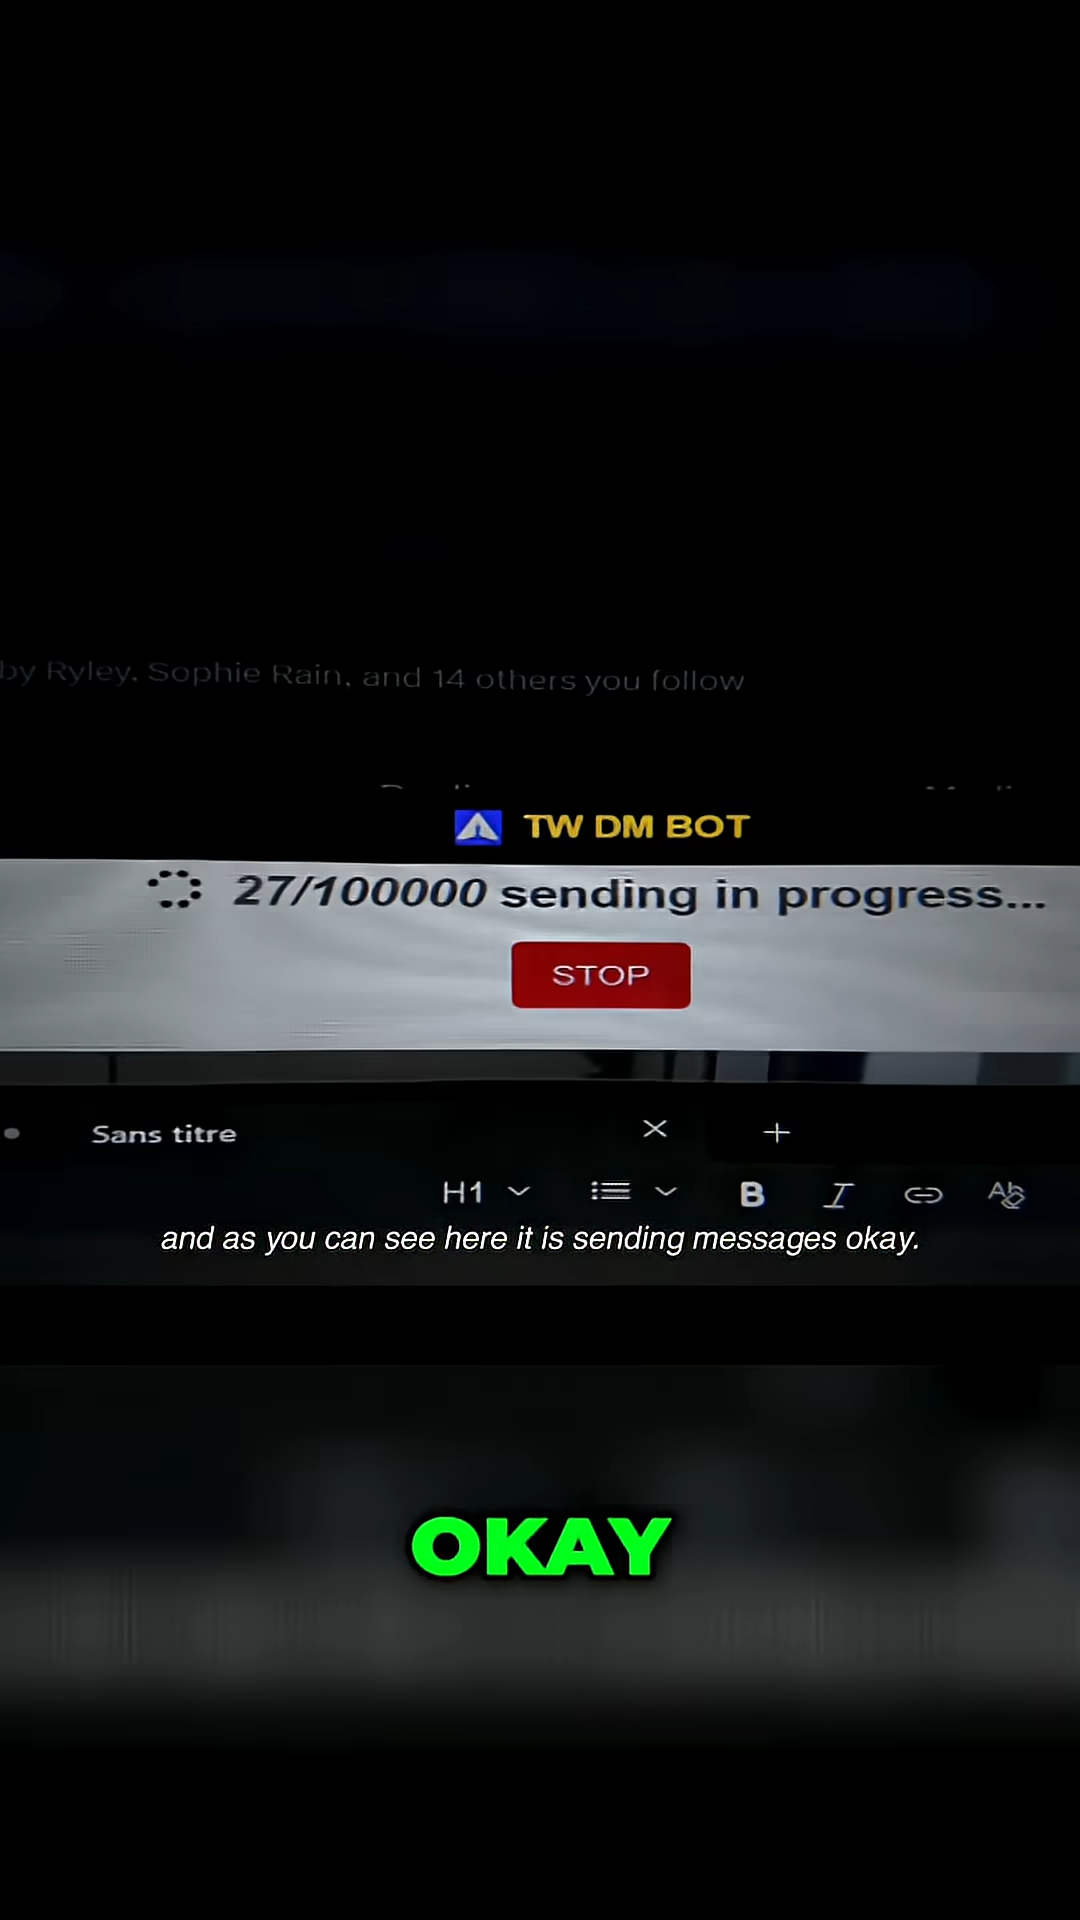 by Ryley, Sophie Rain, and 14 others you follow
TW DM BOT
27/100000 sending in progress...
STOP
Sans titre
H1
B
I
and as you can see here it is sending messages okay.
OKAY